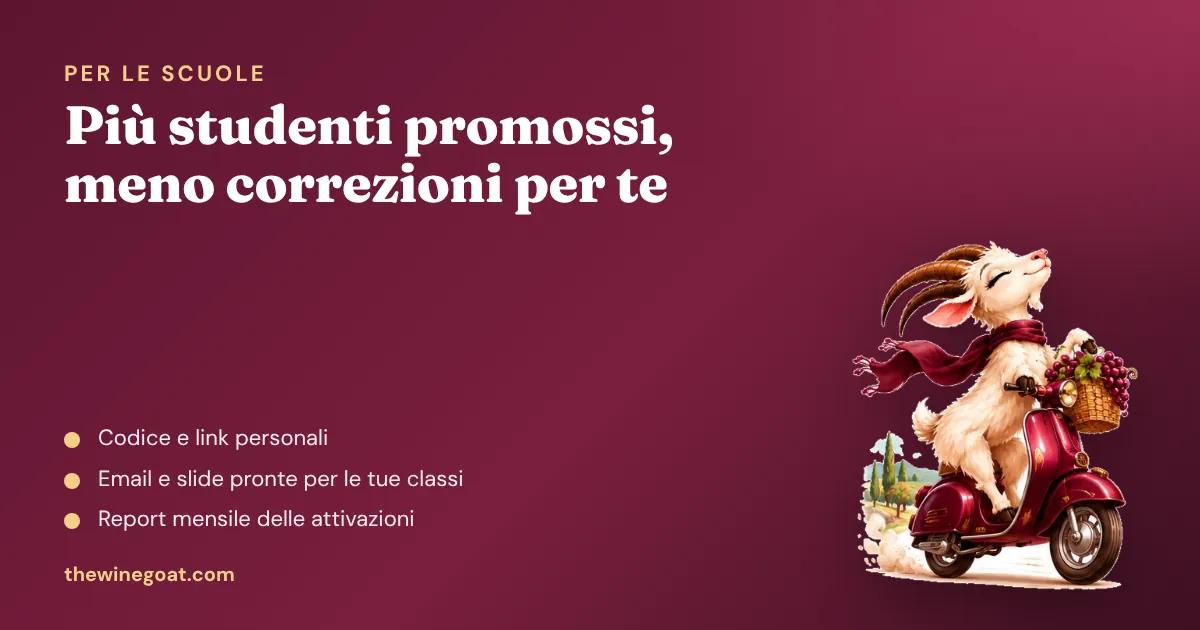 PER LE SCUOLE
Più studenti promossi,
meno correzioni per te
Codice e link personali
Email e slide pronte per le tue classi
Report mensile delle attivazioni
thewinegoat.com